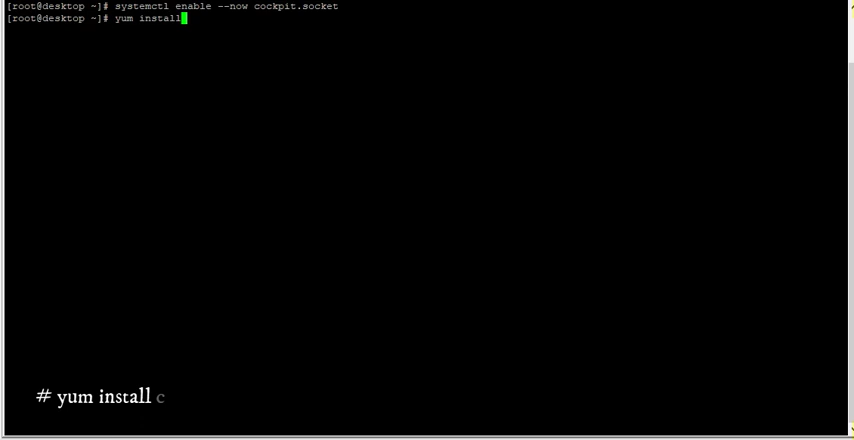 [root@desktop ~]# systemctl enable --now cockpit.socket
[root@desktop ~]# yum install
# yum install c